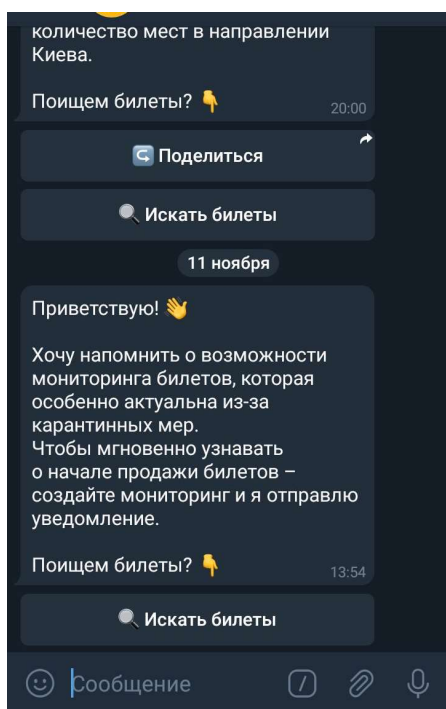 количество мест в направлении
Киева.
Поищем билеты? 👇
20:00
Поделиться
Искать билеты
11 ноября
Приветствую! 👋
Хочу напомнить о возможности
мониторинга билетов, которая
особенно актуальна из-за
карантинных мер.
Чтобы мгновенно узнавать
о начале продажи билетов –
создайте мониторинг и я отправлю
уведомление.
Поищем билеты? 👇
13:54
Искать билеты
Сообщение